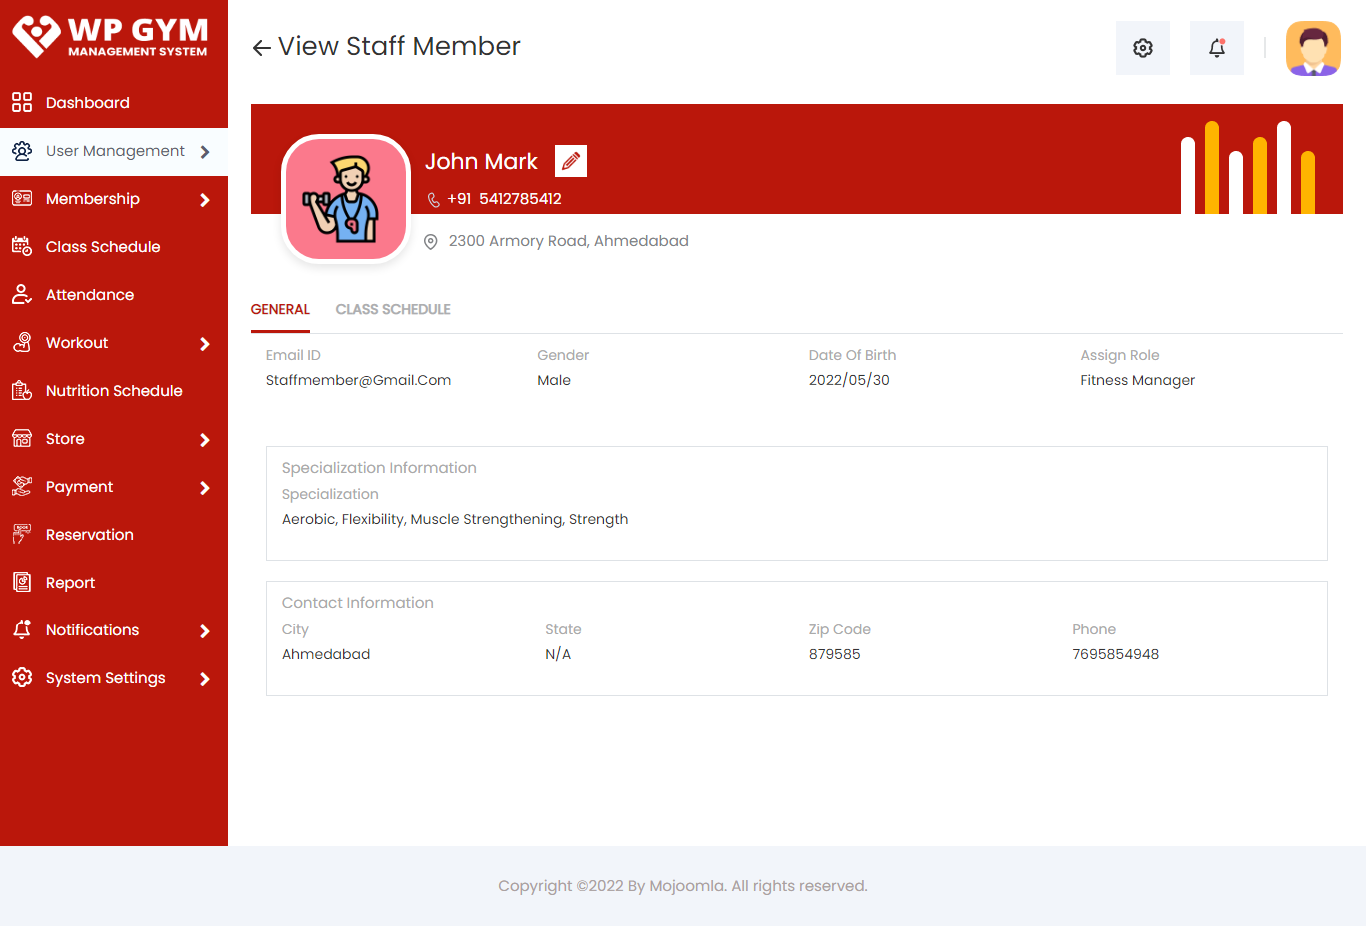 WP GYM
MANAGEMENT SYSTEM
Dashboard
User Management
Membership
Class Schedule
Attendance
Workout
Nutrition Schedule
Store
Payment
Reservation
Report
Notifications
System Settings
View Staff Member
John Mark
+91 5412785412
2300 Armory Road, Ahmedabad
GENERAL CLASS SCHEDULE
Email ID Gender Date Of Birth Assign Role
Staffmember@Gmail.Com Male 2022/05/30 Fitness Manager
Specialization Information
Specialization
Aerobic, Flexibility, Muscle Strengthening, Strength
Contact Information
City State Zip Code Phone
Ahmedabad N/A 879585 7695854948
Copyright ©2022 By Mojoomla. All rights reserved.